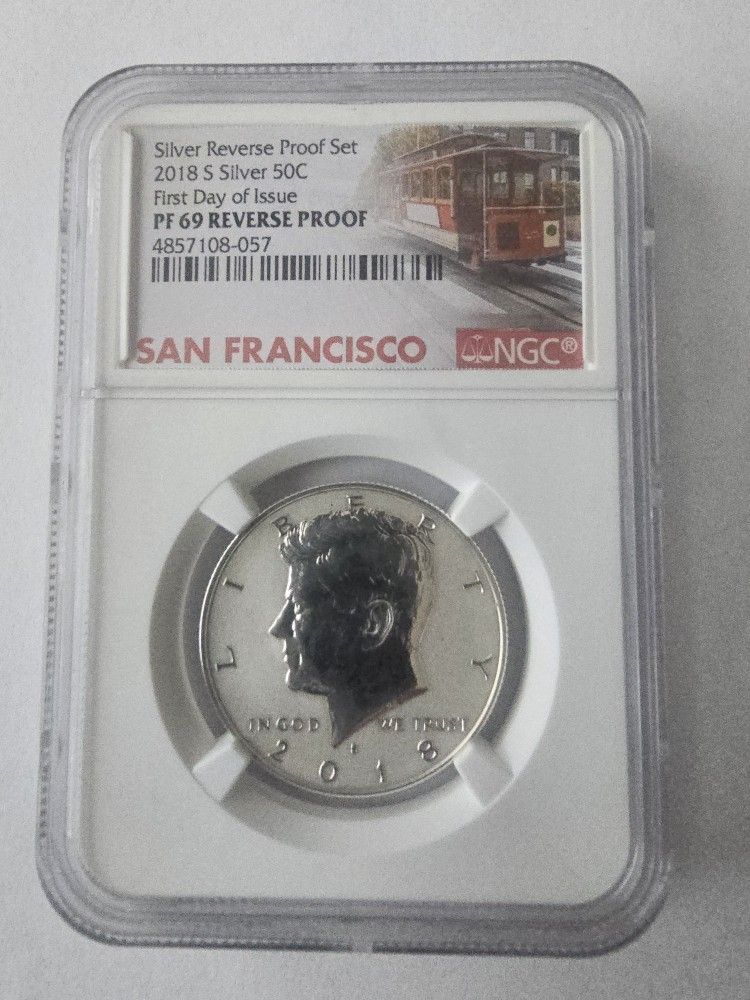 Silver Reverse Proof Set
2018 S Silver 50C
First Day of Issue
PF 69 REVERSE PROOF
4857108-057
SAN FRANCISCO
NGC®
LIBERTY
IN GOD WE TRUST
2018